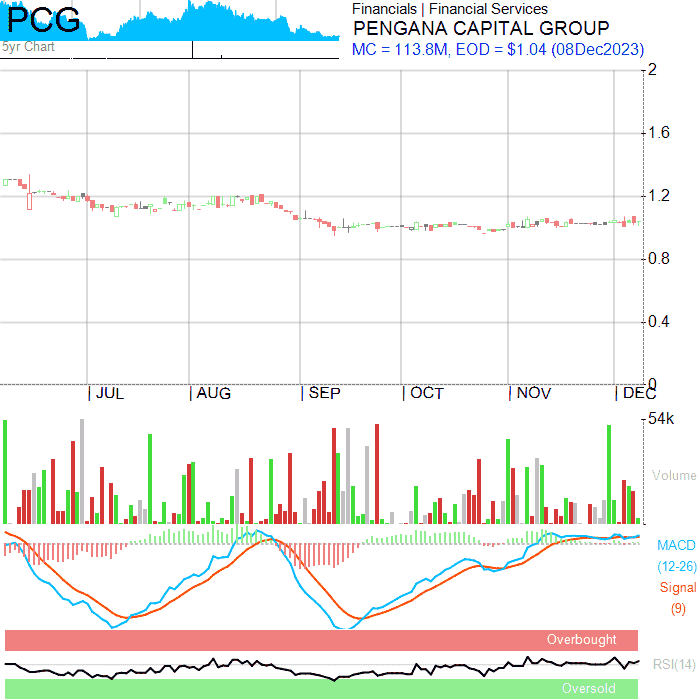 PCG
5yr Chart
Financials | Financial Services
PENGANA CAPITAL GROUP
MC = 113.8M, EOD = $1.04 (08Dec2023)
2
1.6
1.2
0.8
0.4
0
JUL AUG SEP OCT NOV DEC
54k
Volume
MACD
(12-26)
Signal
(9)
Overbought
RSI(14)
Oversold